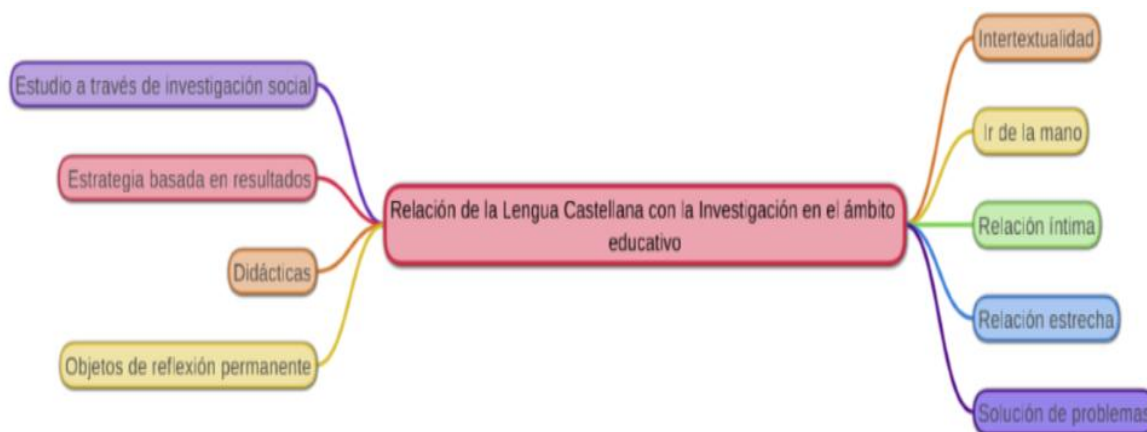 Estudio a través de investigación social
Estrategia basada en resultados
Didácticas
Objetos de reflexión permanente
Relación de la Lengua Castellana con la Investigación en el ámbito
educativo
Intertextualidad
Ir de la mano
Relación íntima
Relación estrecha
Solución de problemas